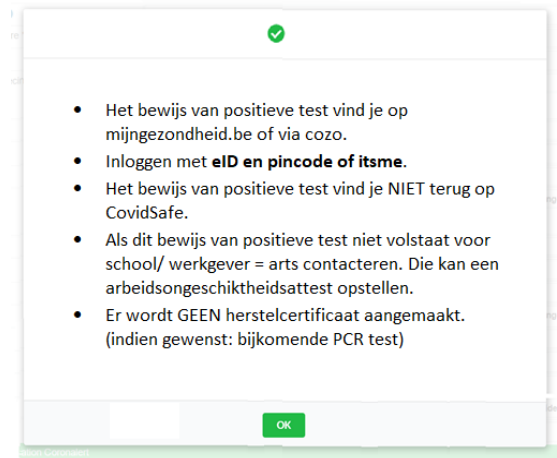 • Het bewijs van positieve test vind je op
mijngezondheid.be of via cozo.
• Inloggen met eID en pincode of itsme.
• Het bewijs van positieve test vind je NIET terug op
CovidSafe.
• Als dit bewijs van positieve test niet volstaat voor
school/ werkgever = arts contacteren. Die kan een
arbeidsongeschiktheidsattest opstellen.
• Er wordt GEEN herstelcertificaat aangemaakt.
(indien gewenst: bijkomende PCR test)
OK